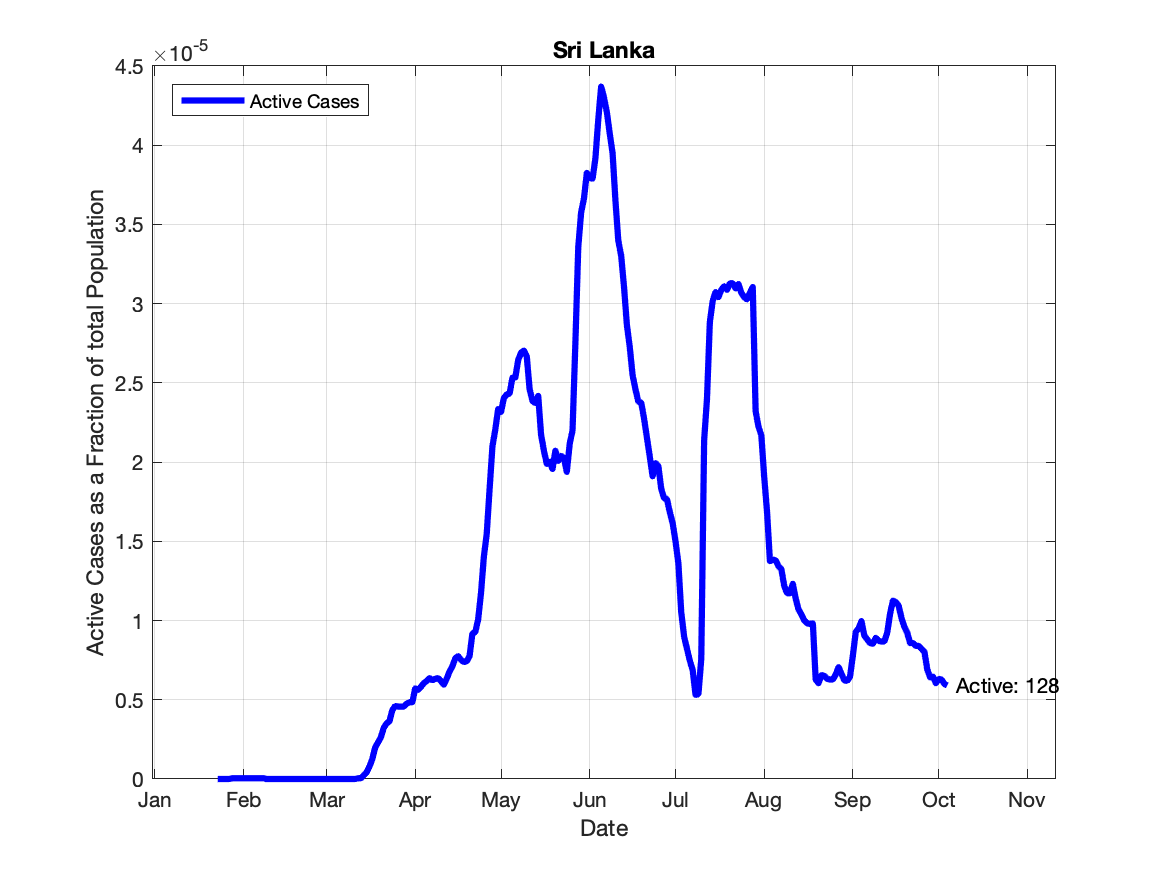 Sri Lanka
×10-5
Active Cases
4.5
4
3.5
3
2.5
2
1.5
1
0.5
0
Active Cases as a Fraction of total Population
Active: 128
Jan Feb Mar Apr May Jun Jul Aug Sep Oct Nov
Date